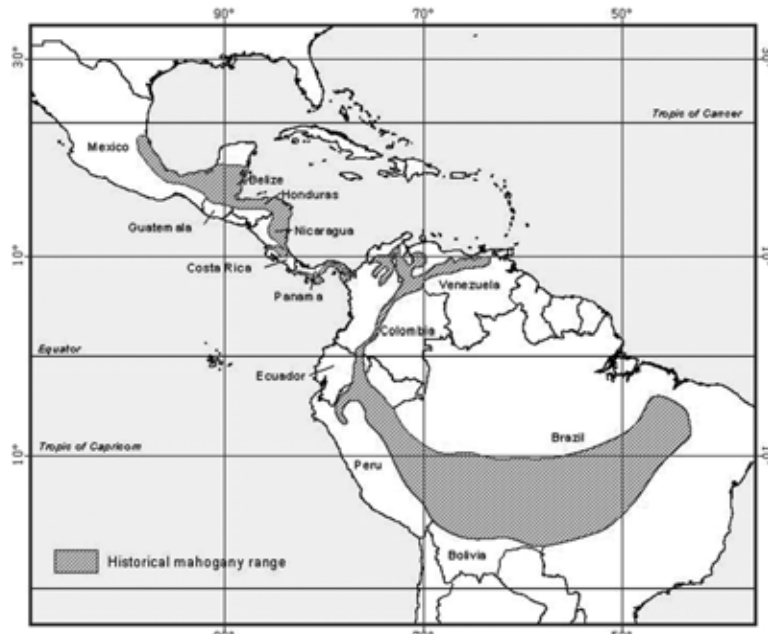 90°
70°
50°
30°
Tropic of Cancer
Mexico
Belize
Honduras
Guatemala
Nicaragua
10°
Costa Rica
Panama
Venezuela
Colombia
Equator
Ecuador
Tropic of Capricorn
Brazil
10°
Peru
Bolivia
Historical mahogany range